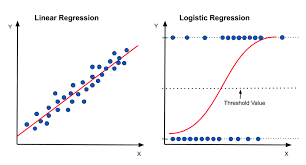 Linear Regression
Y
X
Logistic Regression
Y
Threshold Value
X